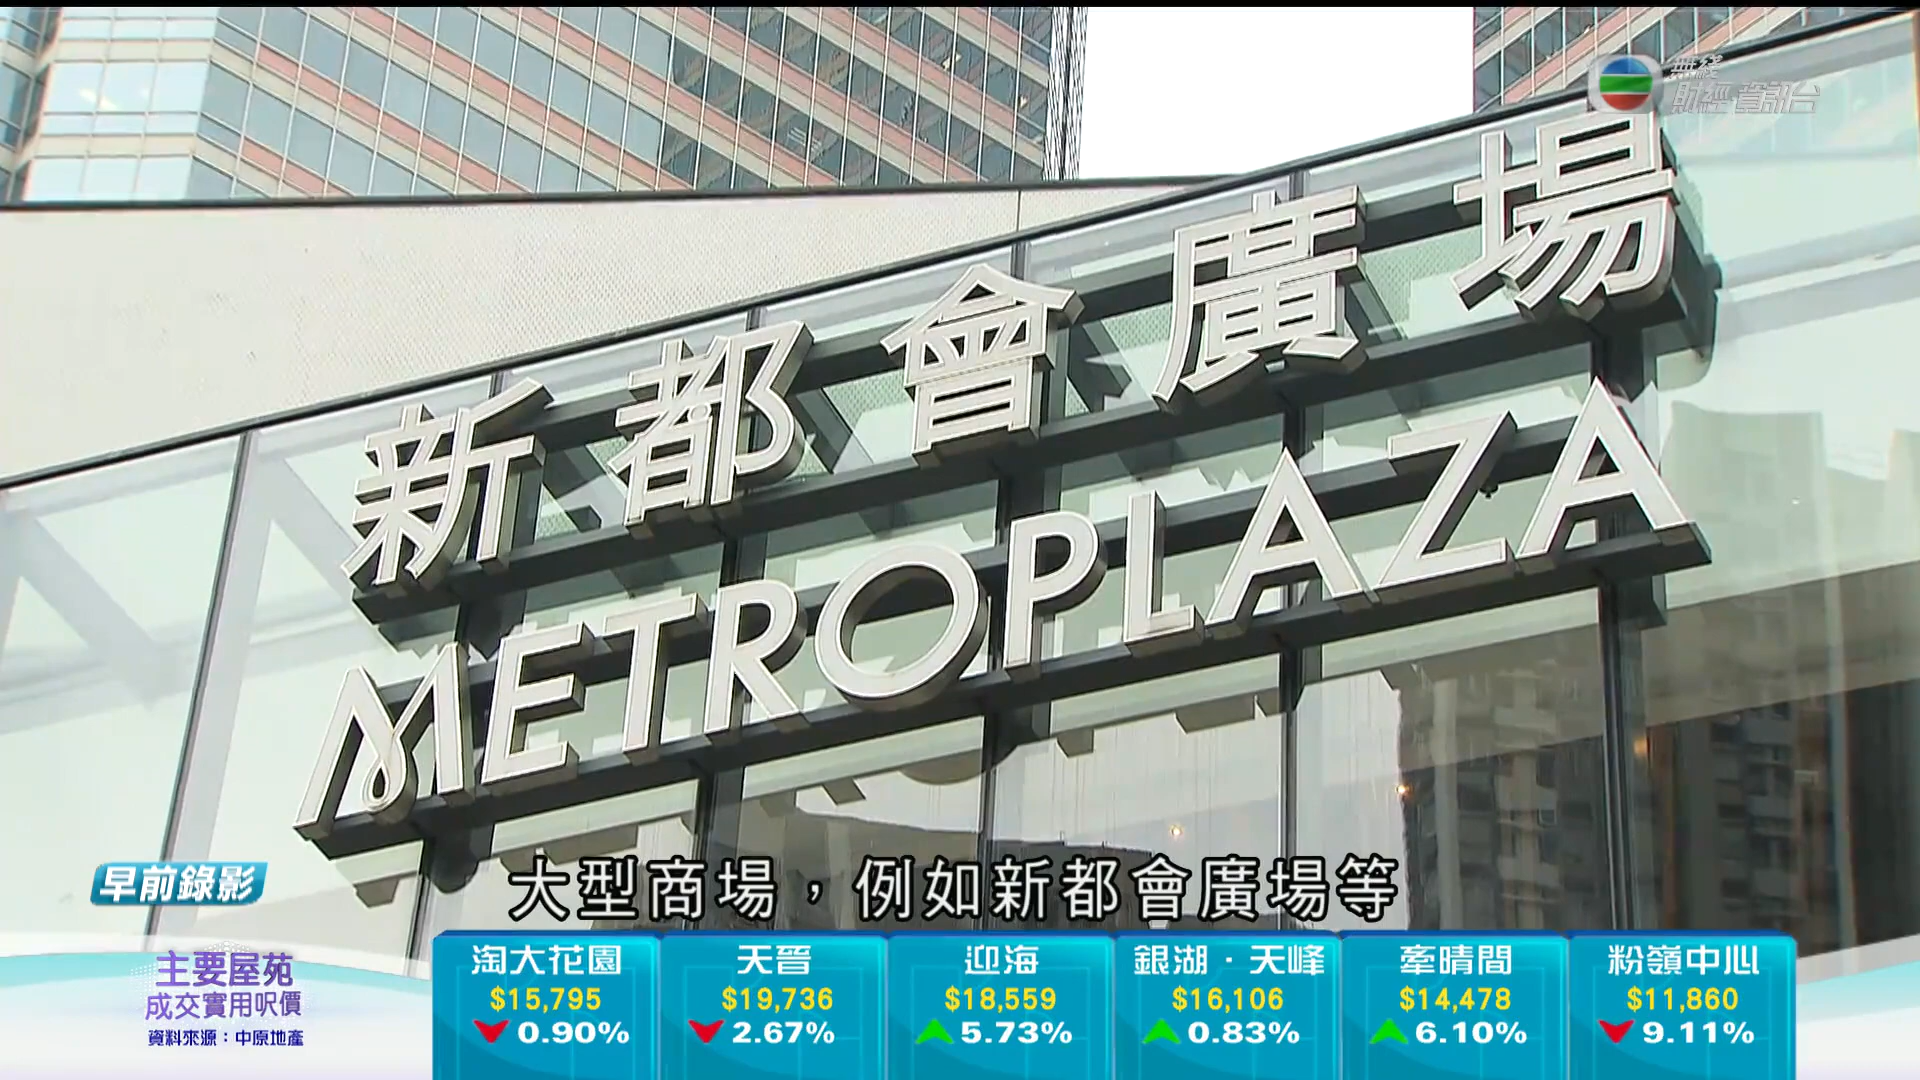 無綫
財經·資訊台
新都會廣場
METROPLAZA
早前錄影
大型商場，例如新都會廣場等
主要屋苑
成交實用呎價
資料來源：中原地產
淘大花園
$15,795
0.90%
天晉
$19,736
2.67%
迎海
$18,559
5.73%
銀湖·天峰
$16,106
0.83%
牽晴間
$14,478
6.10%
粉嶺中心
$11,860
9.11%